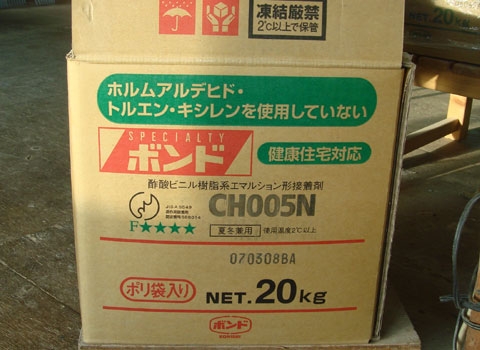 凍結厳禁
2℃以上で保管
20kg
ホルムアルデヒド・
トルエン・キシレンを使用していない
SPECIALTY
ボンド
健康住宅対応
酢酸ビニル樹脂系エマルション形接着剤
CH005N
F★★★★
夏冬兼用 使用温度2℃以上
070308BA
ポリ袋入り
NET. 20kg
ボンド
KONISHI